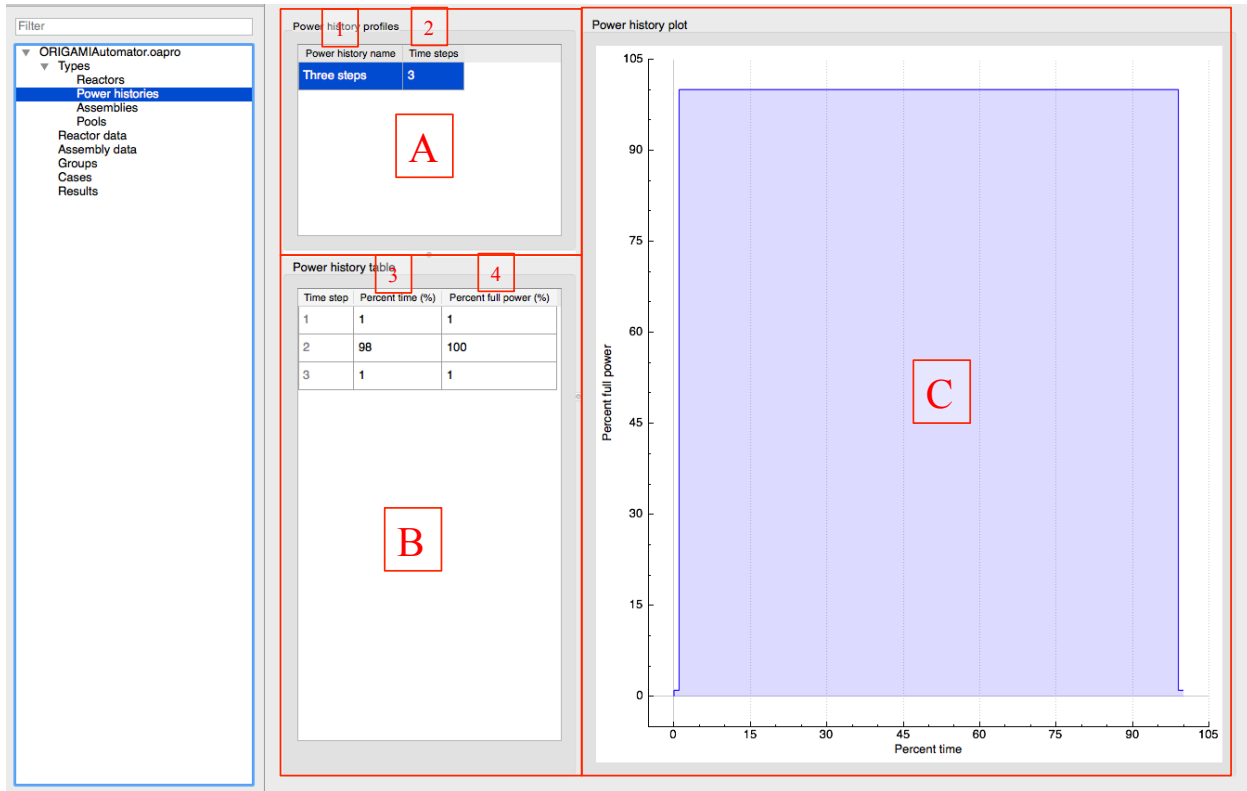 Filter
ORIGAMIAutomator.oapro
Types
Reactors
Power histories
Assemblies
Pools
Reactor data
Assembly data
Groups
Cases
Results
Power history profiles
1
2
Power history name Time steps
Three steps 3
A
Power history table
3
4
Time step Percent time (%) Percent full power (%)
1 1 1
2 98 100
3 1 1
B
Power history plot
105
90
75
60
45
30
15
0
Percent full power
C
0 15 30 45 60 75 90 105
Percent time